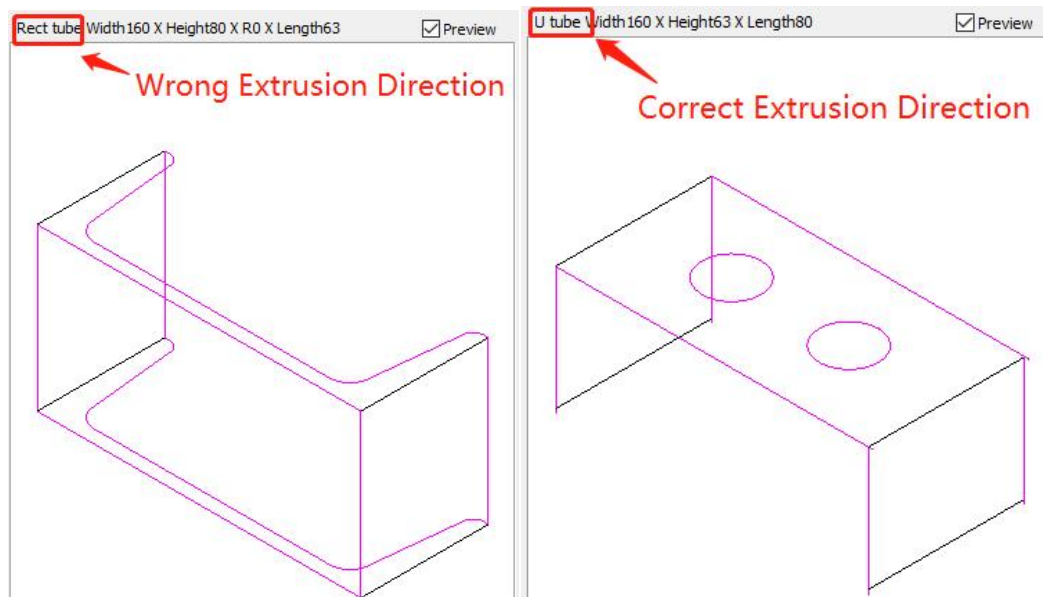 Rect tube Width160 X Height80 X R0 X Length63
Preview
Wrong Extrusion Direction
U tube Width160 X Height63 X Length80
Preview
Correct Extrusion Direction